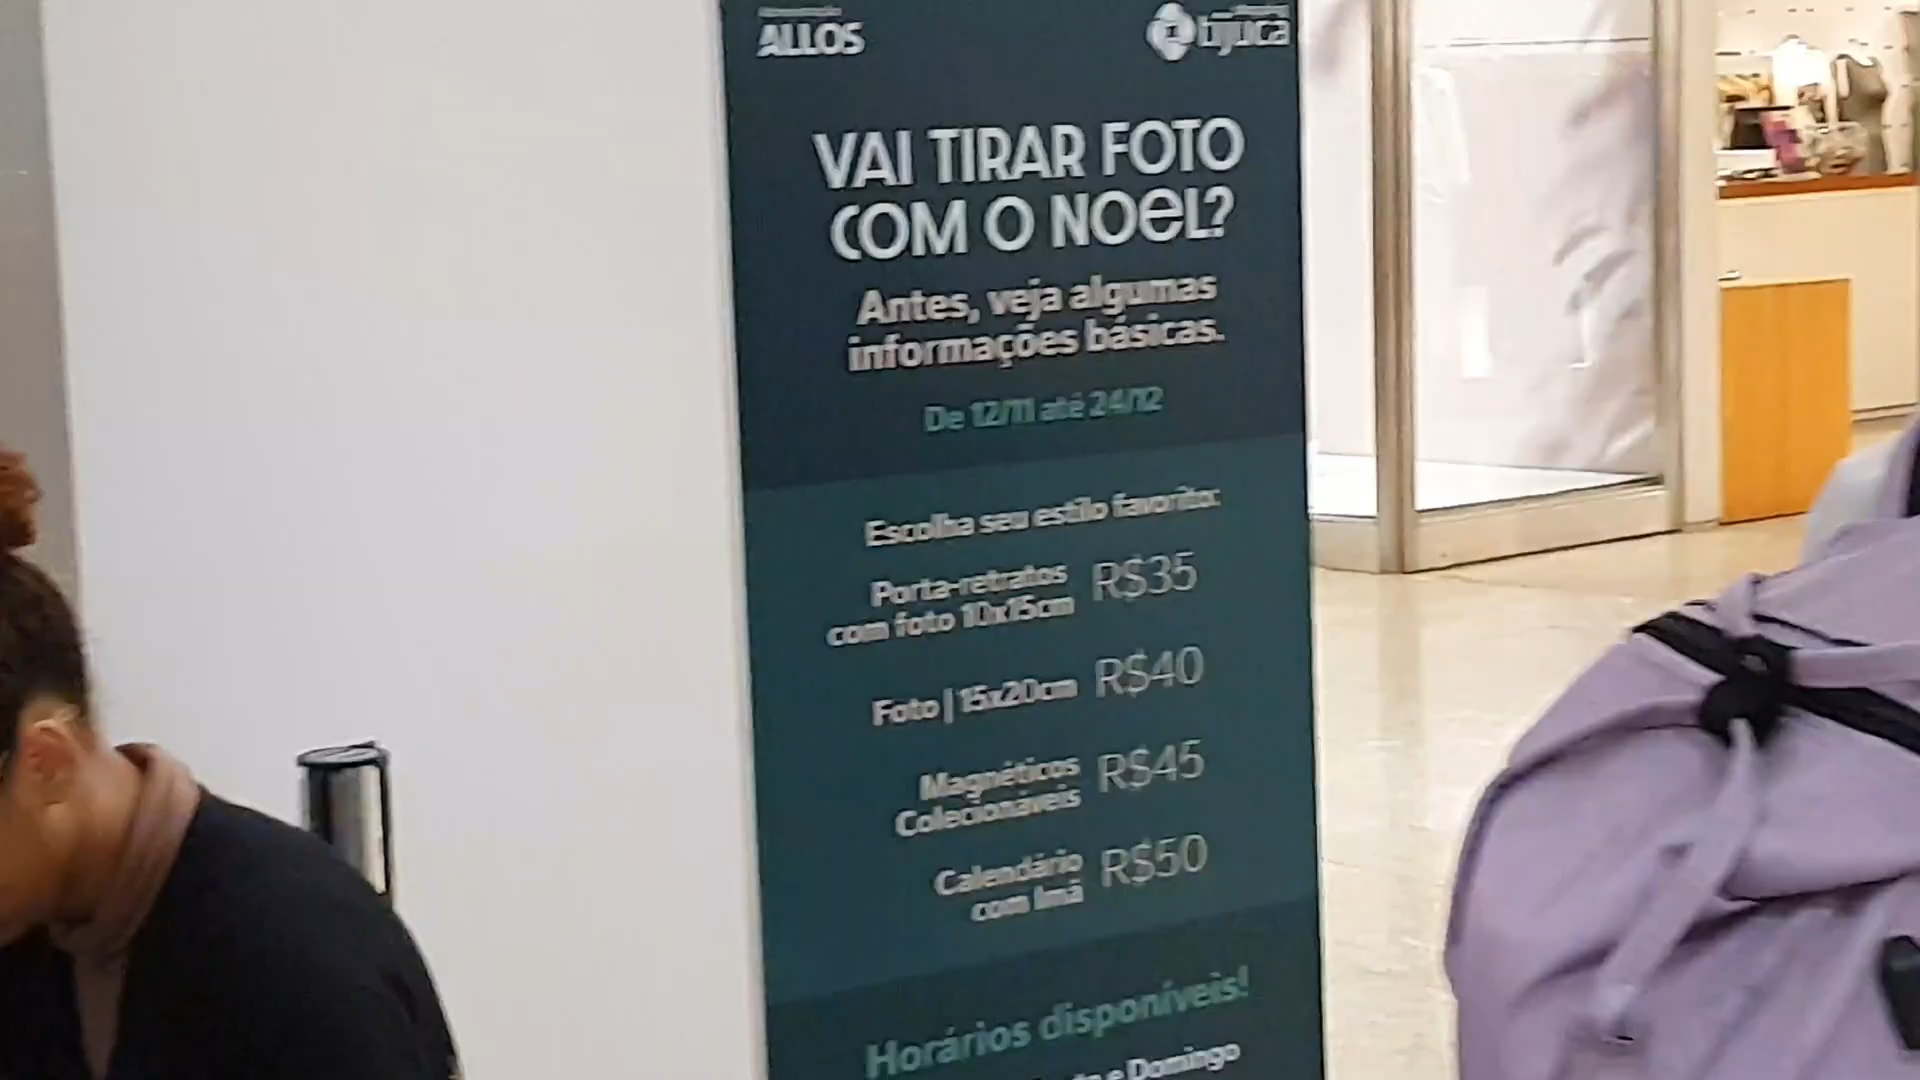 ALLOS
tijuca
VAI TIRAR FOTO
COM O NOEL?
Antes, veja algumas
informações básicas.
De 12/11 até 24/12
Escolha seu estilo favorito:
Porta-retratos
com foto 10x15cm R$35
Foto | 15x20cm R$40
Magnéticos
Colecionáveis R$45
Calendário
com Imã R$50
Horários disponíveis!
e Domingo